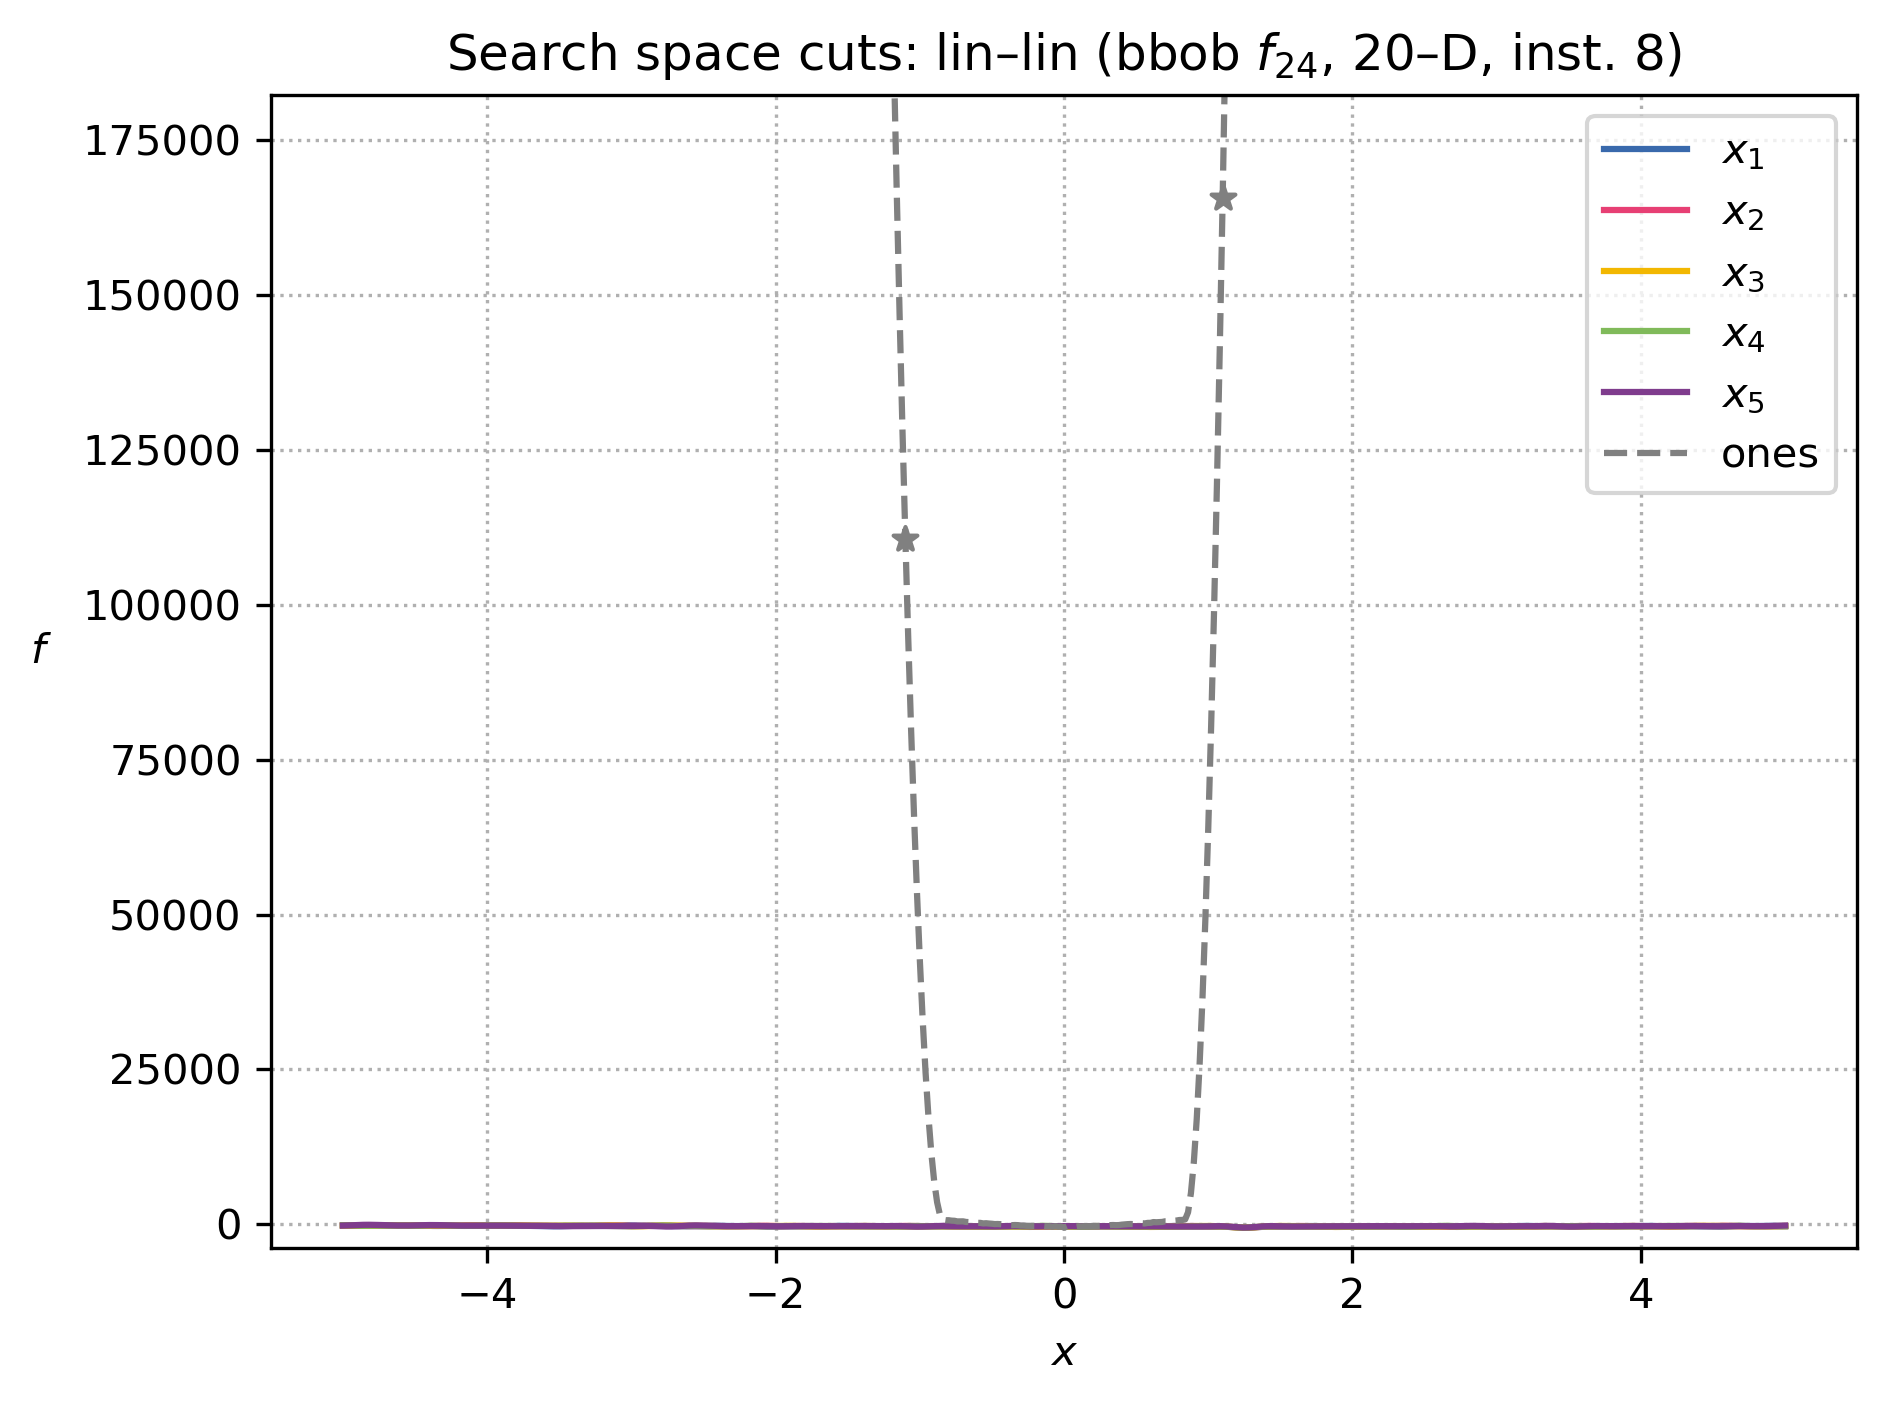 Search space cuts: lin–lin (bbob f₂₄, 20–D, inst. 8)
175000
150000
125000
100000
75000
50000
25000
0
f
−4
−2
0
2
4
x
x₁
x₂
x₃
x₄
x₅
ones